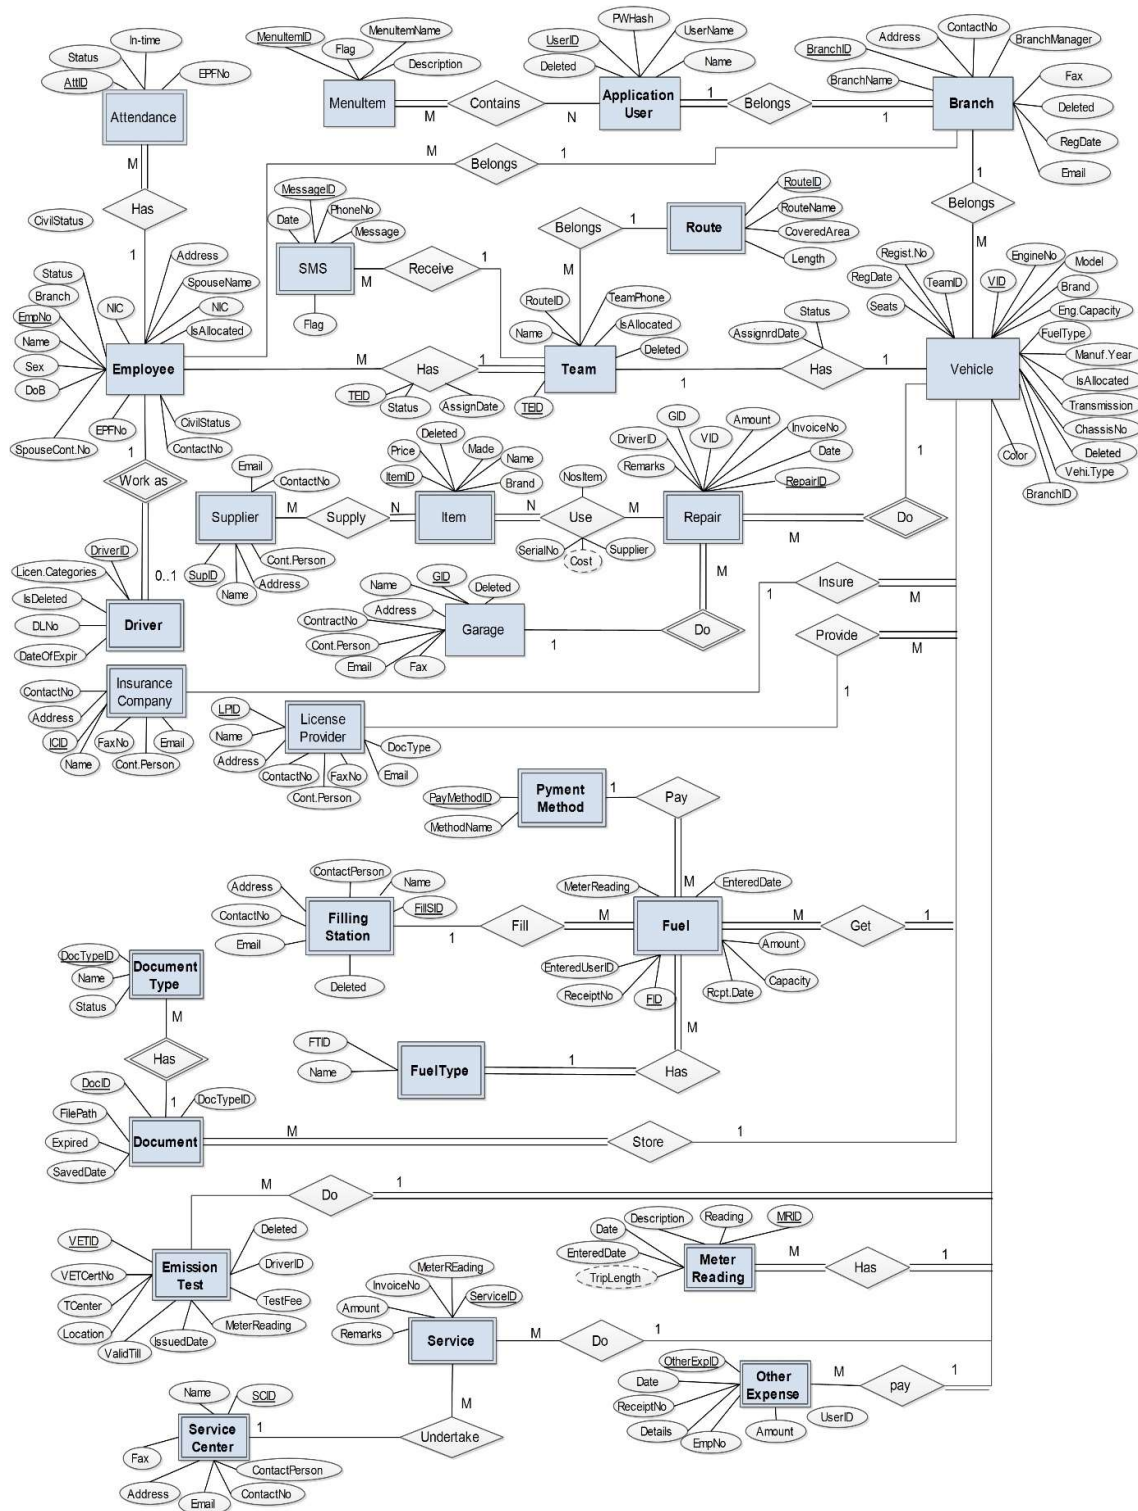 In-time
Status
AttID
EPFNo
Attendance
M
Has
1
MenuItemID
Flag
MenuItemName
Description
MenuItem
M
Contains
N
PWHash
UserID
UserName
Deleted
Name
Application
User
1
Belongs
1
ContactNo
Address
BranchID
BranchManager
BranchName
Fax
Deleted
RegDate
Email
Branch
M
Belongs
1
1
Belongs
M
CivilStatus
Address
Status
SpouseName
Branch
NIC
NIC
EmpNo
IsAllocated
Name
Sex
DoB
Employee
EPFNo
CivilStatus
ContactNo
SpouseCont.No
1
Work as
0..1
MessageID
PhoneNo
Date
Message
SMS
Flag
M
Receive
1
Belongs
1
M
Route
RouteID
RouteName
CoveredArea
Length
RouteID
TeamPhone
Name
IsAllocated
Deleted
Team
TEID
M
Has
1
TEID
Status
AssignDate
Status
AssignrdDate
1
Has
1
Regist.No
EngineNo
Model
RegDate
TeamID
VID
Brand
Seats
Eng.Capacity
FuelType
Manuf.Year
IsAllocated
Transmission
ChassisNo
Deleted
Vehi.Type
BranchID
Color
Vehicle
Email
ContactNo
Supplier
SupID
Name
Address
Cont.Person
M
Supply
N
Deleted
Price
Made
Name
ItemID
Brand
Item
N
NosItem
Use
SerialNo
Cost
Supplier
M
GID
Amount
DriverID
VID
InvoiceNo
Remarks
Date
RepairID
Repair
M
Do
1
M
Do
1
GID
Name
Deleted
Address
ContractNo
Cont.Person
Email
Fax
Garage
DriverID
Licen.Categories
IsDeleted
DLNo
DateOfExpir
Driver
1
Insure
M
Provide
M
1
Insurance
Company
ContactNo
Address
ICID
Name
FaxNo
Cont.Person
Email
LPID
Name
Address
License
Provider
DocType
Email
ContactNo
FaxNo
Cont.Person
PayMethodID
MethodName
Pyment
Method
1
Pay
M
ContactPerson
Address
Name
ContactNo
FillSID
Email
Filling
Station
Deleted
1
Fill
M
MeterReading
EnteredDate
Fuel
EnteredUserID
ReceiptNo
FID
Rcpt.Date
Capacity
Amount
M
Get
1
M
Has
1
FTID
Name
FuelType
DocTypeID
Name
Status
Document
Type
M
Has
1
DocID
DocTypeID
FilePath
Expired
SavedDate
Document
M
Store
1
M
Do
1
VETID
VETCertNo
TCenter
Location
ValidTill
IssuedDate
MeterReading
TestFee
DriverID
Deleted
Emission
Test
Description
Reading
MRID
Date
EnteredDate
TripLength
Meter
Reading
M
Has
1
MeterREading
InvoiceNo
ServiceID
Amount
Remarks
Service
M
Do
1
M
Undertake
1
OtherExpID
Date
ReceiptNo
Details
EmpNo
Amount
UserID
Other
Expense
M
pay
1
Name
SCID
Service
Center
Fax
Address
Email
ContactNo
ContactPerson